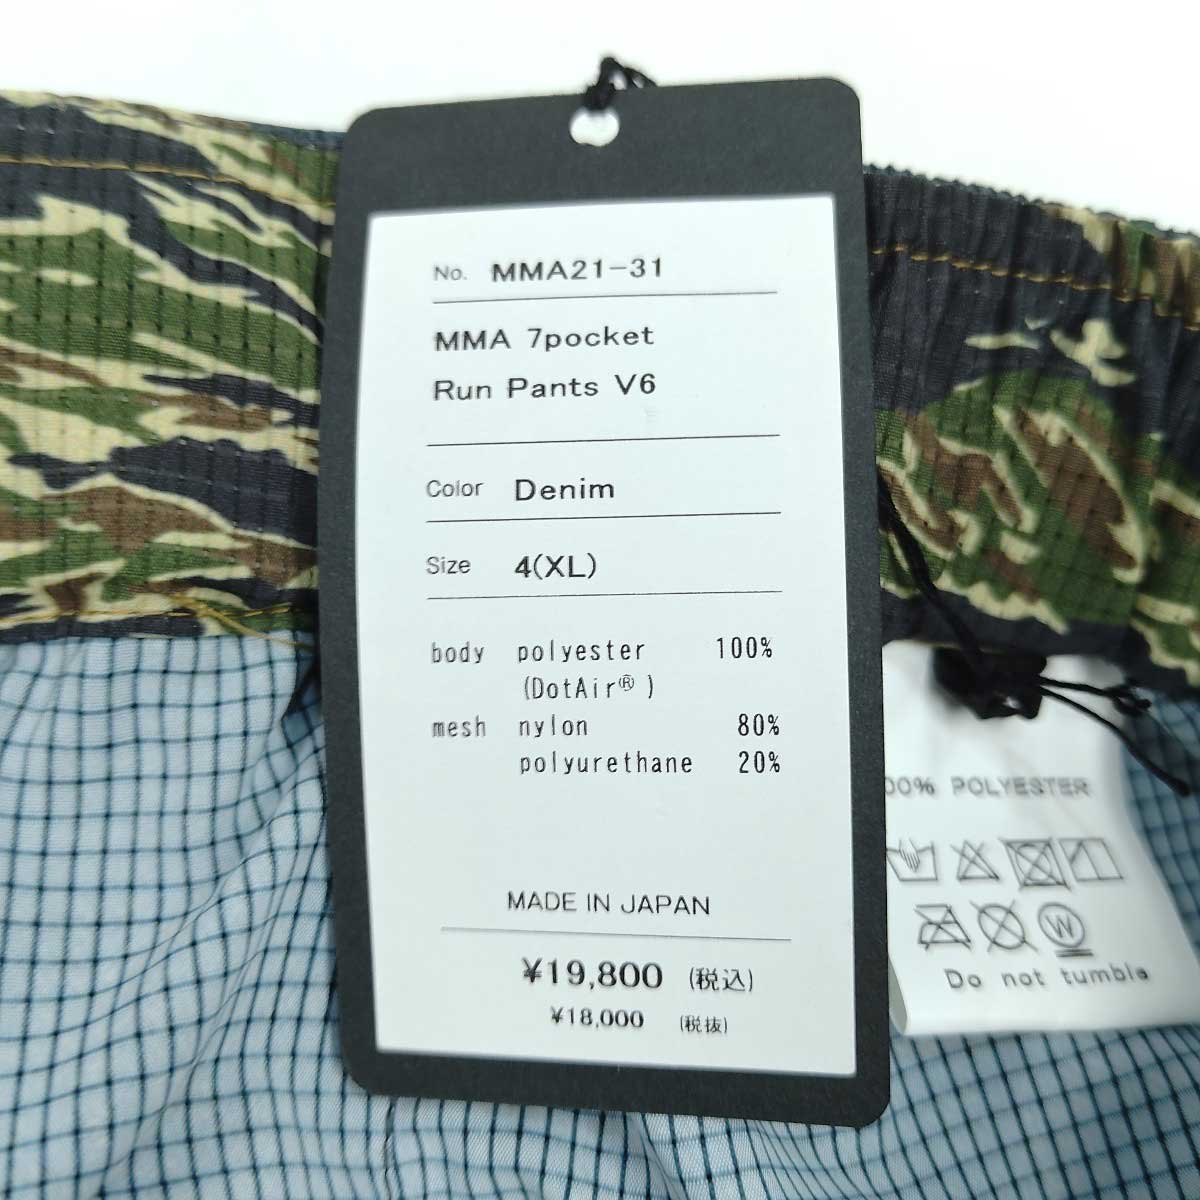 No. MMA21-31
MMA 7pocket
Run Pants V6
Color Denim
Size 4(XL)
body polyester 100%
(DotAir® )
mesh nylon 80%
polyurethane 20%
MADE IN JAPAN
¥19,800 (税込)
¥18,000 (税抜)
00% POLYESTER
W
Do not tumble